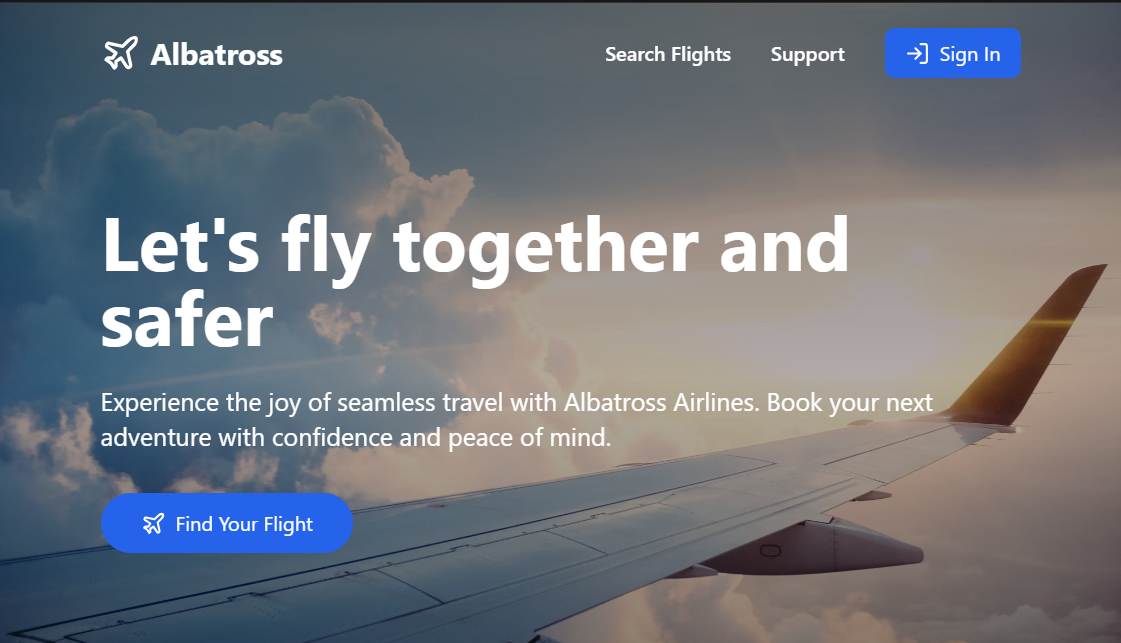 Albatross
Search Flights
Support
Sign In
Let's fly together and
safer
Experience the joy of seamless travel with Albatross Airlines. Book your next
adventure with confidence and peace of mind.
Find Your Flight